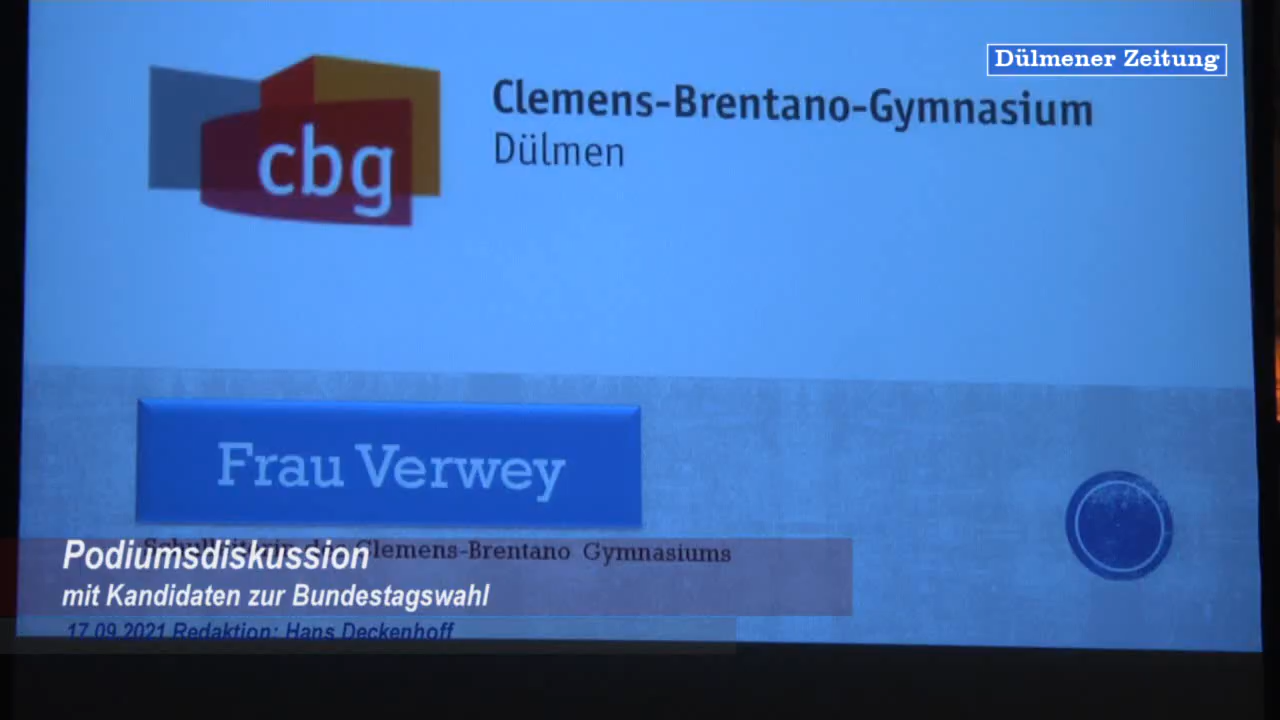 Dülmener Zeitung
cbg
Clemens-Brentano-Gymnasium
Dülmen
Frau Verwey
Schulleiterin des Clemens-Brentano Gymnasiums
Podiumsdiskussion
mit Kandidaten zur Bundestagswahl
17.09.2021 Redaktion: Hans Deckenhoff